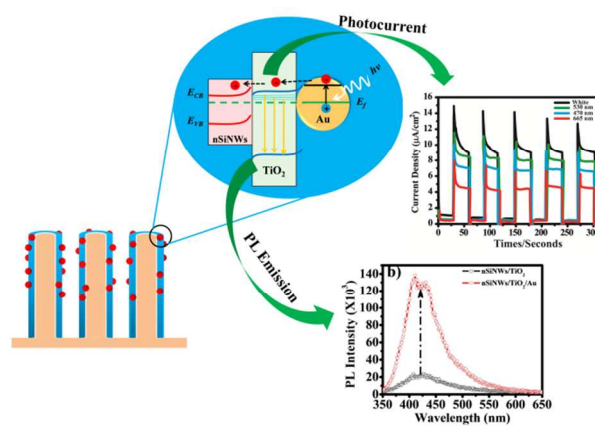 Photocurrent
hν
E_CB
E_f
E_VB
Au
nSiNWs
TiO₂
PL Emission
White
530 nm
470 nm
665 nm
Current Density (μA/cm²)
16
14
12
10
8
6
4
2
0
0 50 100 150 200 250 300
Times/Seconds
b)
nSiNWs/TiO₂
nSiNWs/TiO₂/Au
PL Intensity (X10³)
140
120
100
80
60
40
20
0
350 400 450 500 550 600 650
Wavelength (nm)